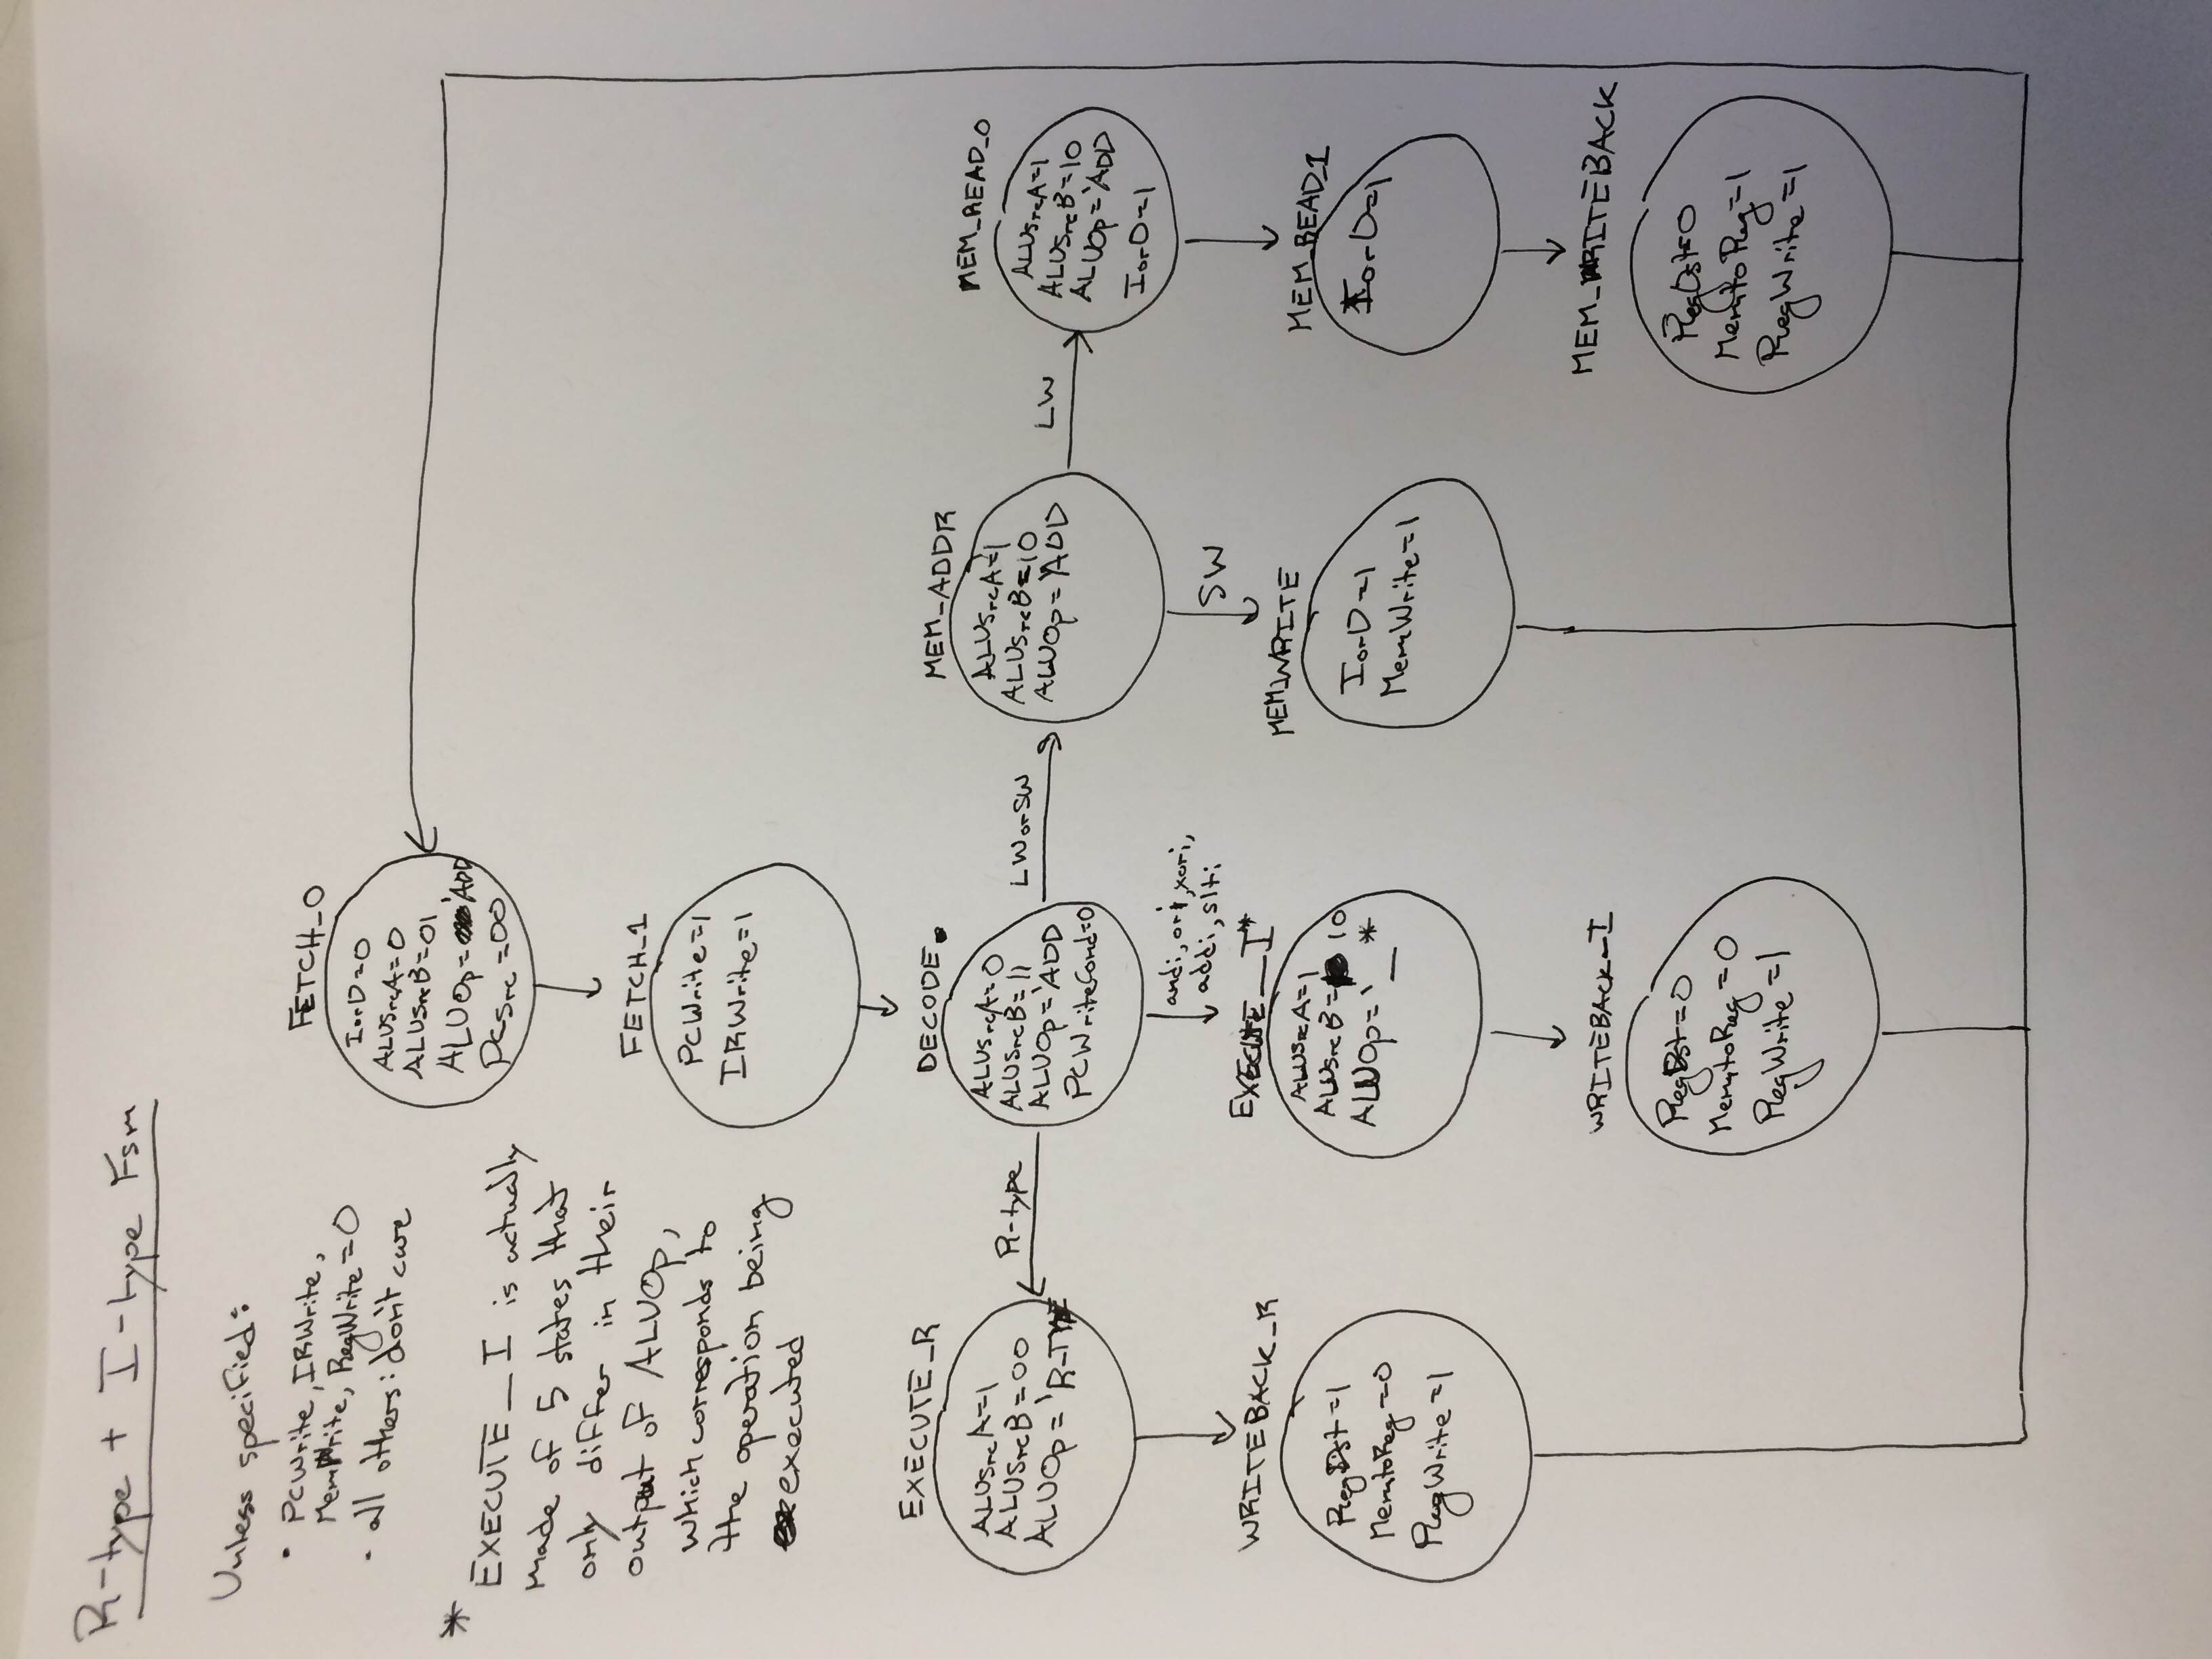 R-type + I-type Fsm
Unless specified:
• PCWrite, IRWrite,
MemWrite, RegWrite=0
• all others: don't care
* EXECUTE_I is actually
made of 5 states that
only differ in their
output of ALUOp,
which corresponds to
the operation being
executed
FETCH_0
IorD=0
ALUSrcA=0
ALUSrcB=01
ALUOp= 'ADD
PCSrc=00
FETCH_1
PCWrite=1
IRWrite=1
DECODE
ALUSrcA=0
ALUSrcB=11
ALUOp='ADD
PCWriteCond=0
R-type
EXECUTE_R
ALUSrcA=1
ALUSrcB=00
ALUOp='R-TYPE
WRITEBACK_R
RegDst=1
MemtoReg=0
RegWrite=1
andi, ori, xori,
addi, slti
EXECUTE_I*
ALUSrcA=1
ALUSrcB=10
ALUOp='_ *
WRITEBACK_I
RegDst=0
MemtoReg=0
RegWrite=1
LW or SW
MEM_ADDR
ALUSrcA=1
ALUSrcB=10
ALUOp='ADD
SW
MEM_WRITE
IorD=1
MemWrite=1
LW
MEM_READ_0
ALUSrcA=1
ALUSrcB=10
ALUOp='ADD
IorD=1
MEM_READ_1
IorD=1
MEM_WRITEBACK
RegDst=0
MemtoReg=1
RegWrite=1